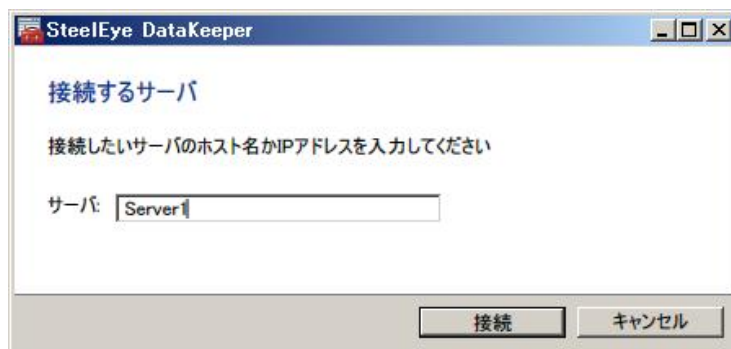 SteelEye DataKeeper
接続するサーバ
接続したいサーバのホスト名かIPアドレスを入力してください
サーバ: Server1
接続 キャンセル